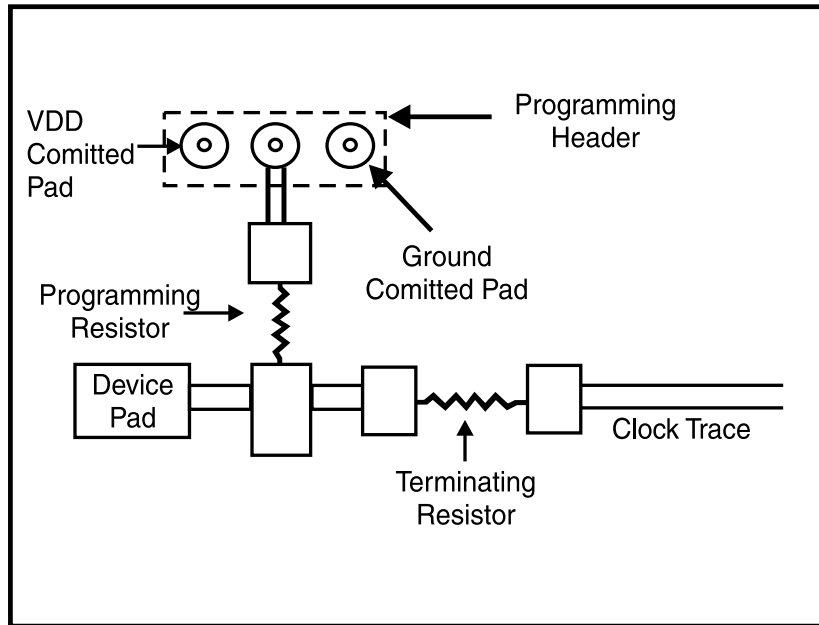 VDD
Comitted
Pad
Programming
Header
Ground
Comitted Pad
Programming
Resistor
Device
Pad
Clock Trace
Terminating
Resistor